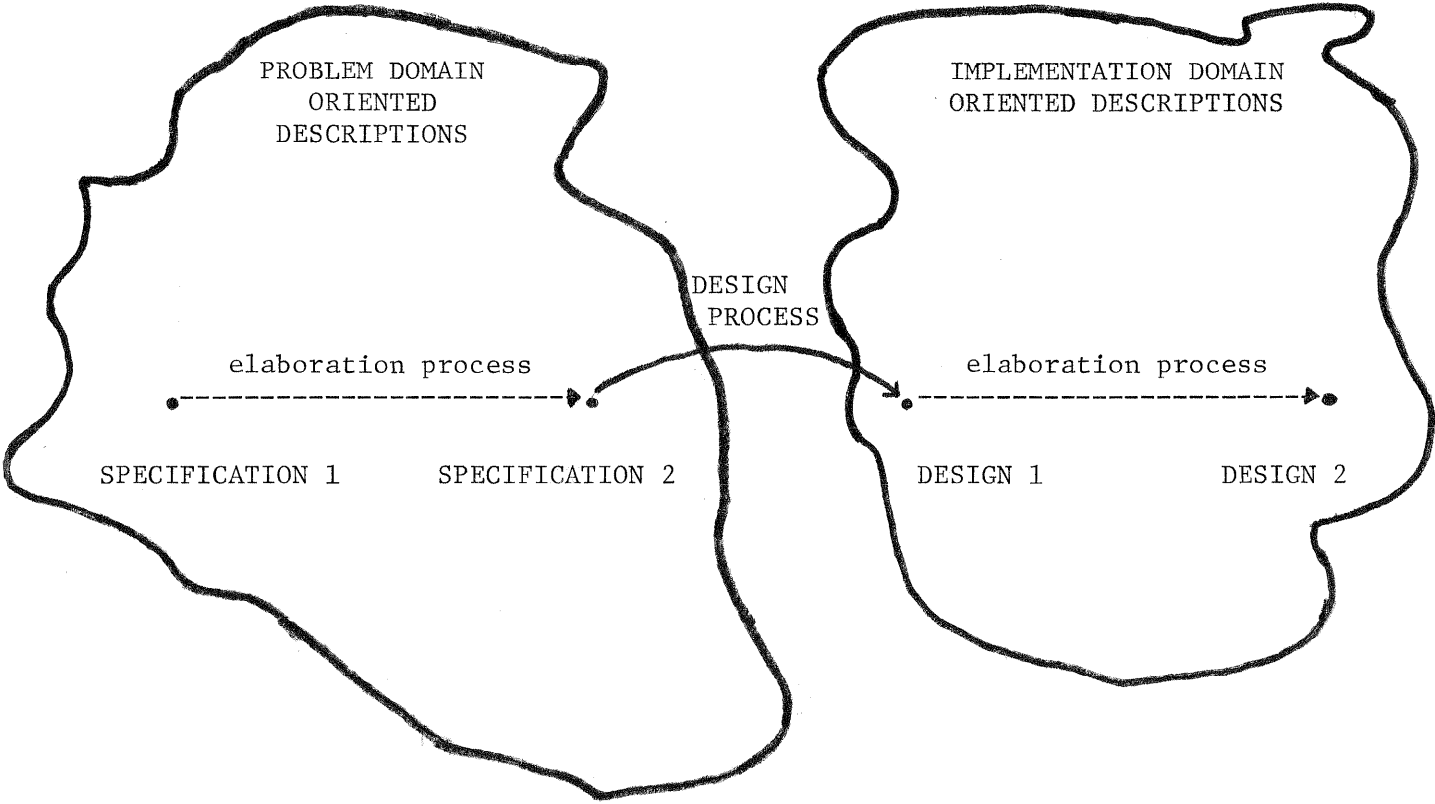 PROBLEM DOMAIN
ORIENTED
DESCRIPTIONS
IMPLEMENTATION DOMAIN
ORIENTED DESCRIPTIONS
DESIGN
PROCESS
elaboration process
elaboration process
SPECIFICATION 1
SPECIFICATION 2
DESIGN 1
DESIGN 2